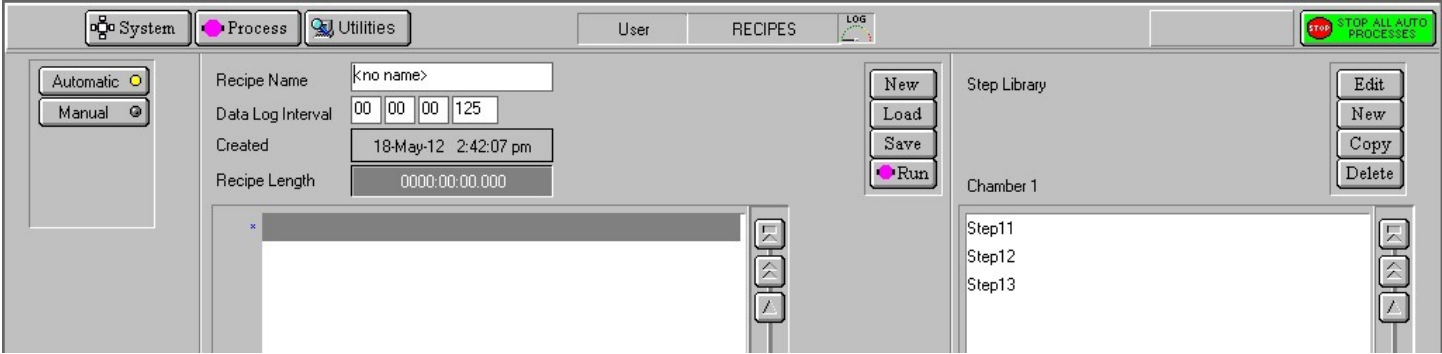 System Process Utilities User RECIPES LOG STOP STOP ALL AUTO
PROCESSES
Automatic
Manual
Recipe Name <no name>
Data Log Interval 00 00 00 125
Created 18-May-12 2:42:07 pm
Recipe Length 0000:00:00.000
New
Load
Save
Run
Step Library
Chamber 1
Edit
New
Copy
Delete
Step11
Step12
Step13